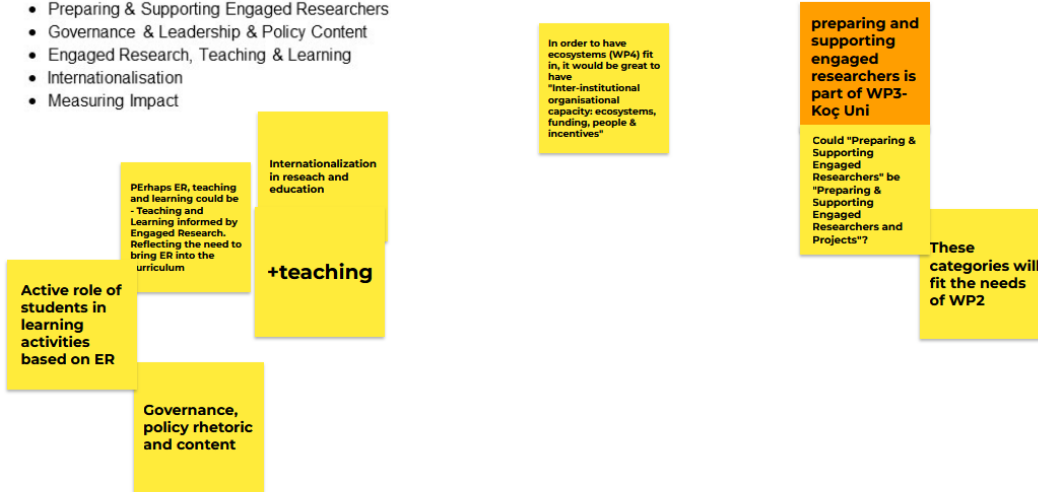 • Preparing & Supporting Engaged Researchers
• Governance & Leadership & Policy Content
• Engaged Research, Teaching & Learning
• Internationalisation
• Measuring Impact
In order to have
ecosystems (WP4) fit
in, it would be great to
have
"Inter-institutional
organisational
capacity: ecosystems,
funding, people &
incentives"
preparing and
supporting
engaged
researchers is
part of WP3-
Koç Uni
Could "Preparing &
Supporting
Engaged
Researchers" be
"Preparing &
Supporting
Engaged
Researchers and
Projects"?
These
categories will
fit the needs
of WP2
Internationalization
in reseach and
education
+teaching
PErhaps ER, teaching
and learning could be
- Teaching and
Learning informed by
Engaged Research.
Reflecting the need to
bring ER into the
curriculum
Active role of
students in
learning
activities
based on ER
Governance,
policy rhetoric
and content